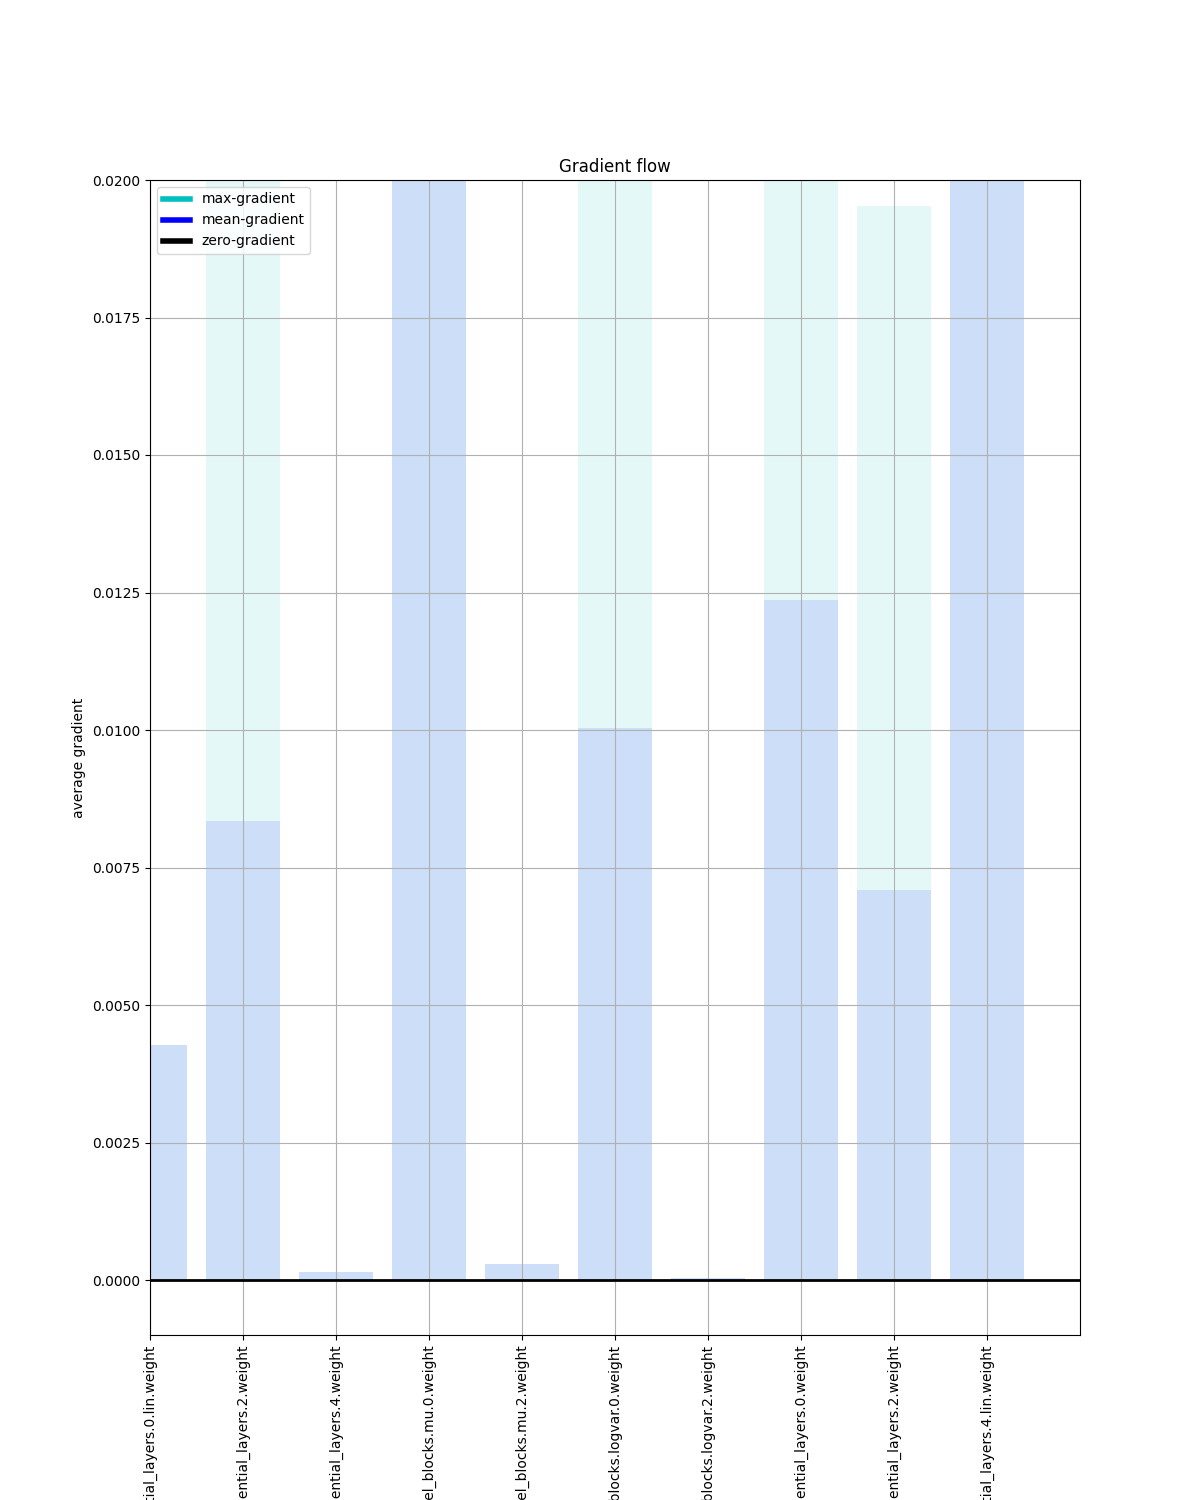 Gradient flow
max-gradient
mean-gradient
zero-gradient
0.0200
0.0175
0.0150
0.0125
0.0100
0.0075
0.0050
0.0025
0.0000
average gradient
tial_layers.0.lin.weight
ential_layers.2.weight
ential_layers.4.weight
el_blocks.mu.0.weight
el_blocks.mu.2.weight
blocks.logvar.0.weight
blocks.logvar.2.weight
ential_layers.0.weight
ential_layers.2.weight
tial_layers.4.lin.weight